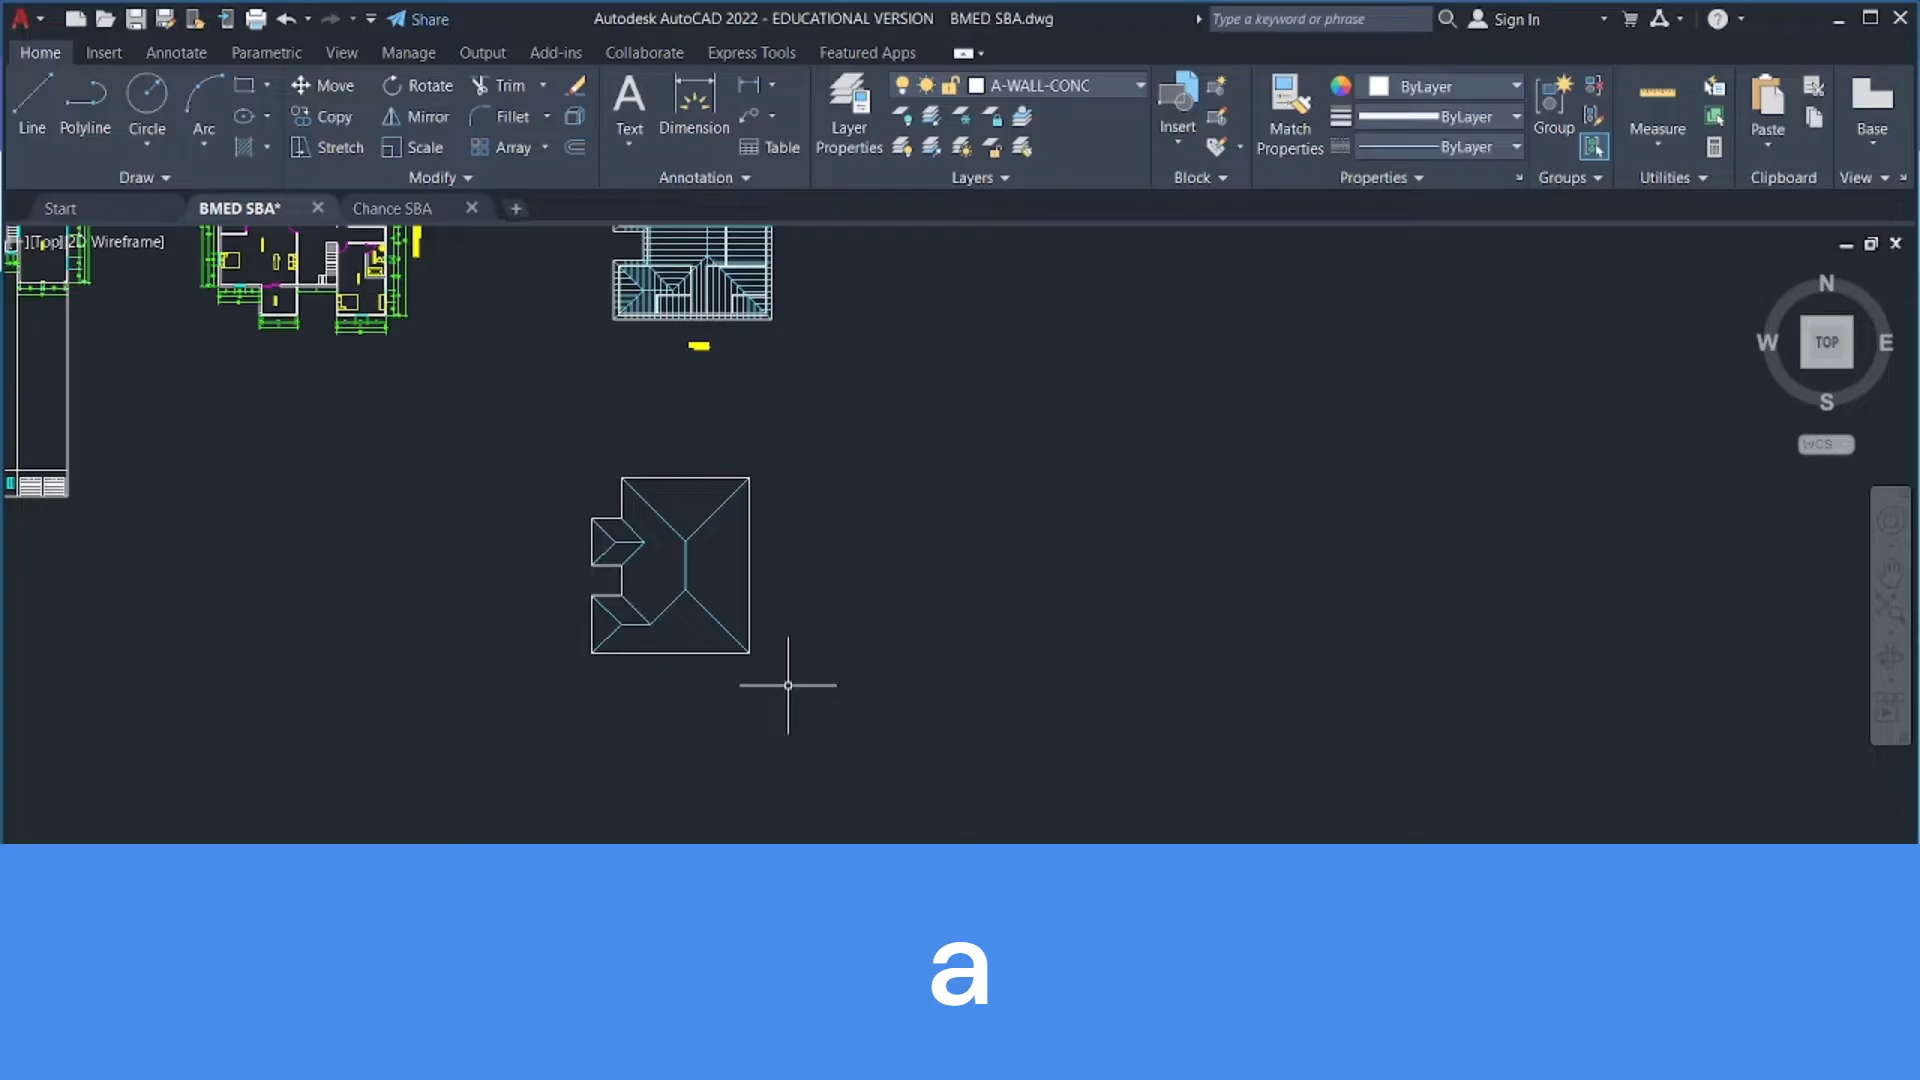 Share Autodesk AutoCAD 2022 - EDUCATIONAL VERSION BMED SBA.dwg Type a keyword or phrase Sign In
Home Insert Annotate Parametric View Manage Output Add-ins Collaborate Express Tools Featured Apps
Line Polyline Circle Arc
Move Rotate Trim
Copy Mirror Fillet
Stretch Scale Array
Text Dimension Table
Layer Properties
A-WALL-CONC
Insert
Match Properties
ByLayer
ByLayer
ByLayer
Group
Measure
Paste
Base
Draw Modify Annotation Layers Block Properties Groups Utilities Clipboard View
Start BMED SBA* Chance SBA
][Top][2D Wireframe]
N
W TOP E
S
WCS
a